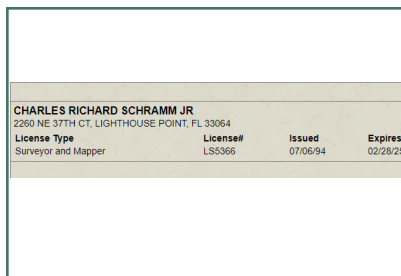 CHARLES RICHARD SCHRAMM JR
2260 NE 37TH CT, LIGHTHOUSE POINT, FL 33064
License Type License# Issued Expires
Surveyor and Mapper LS5366 07/06/94